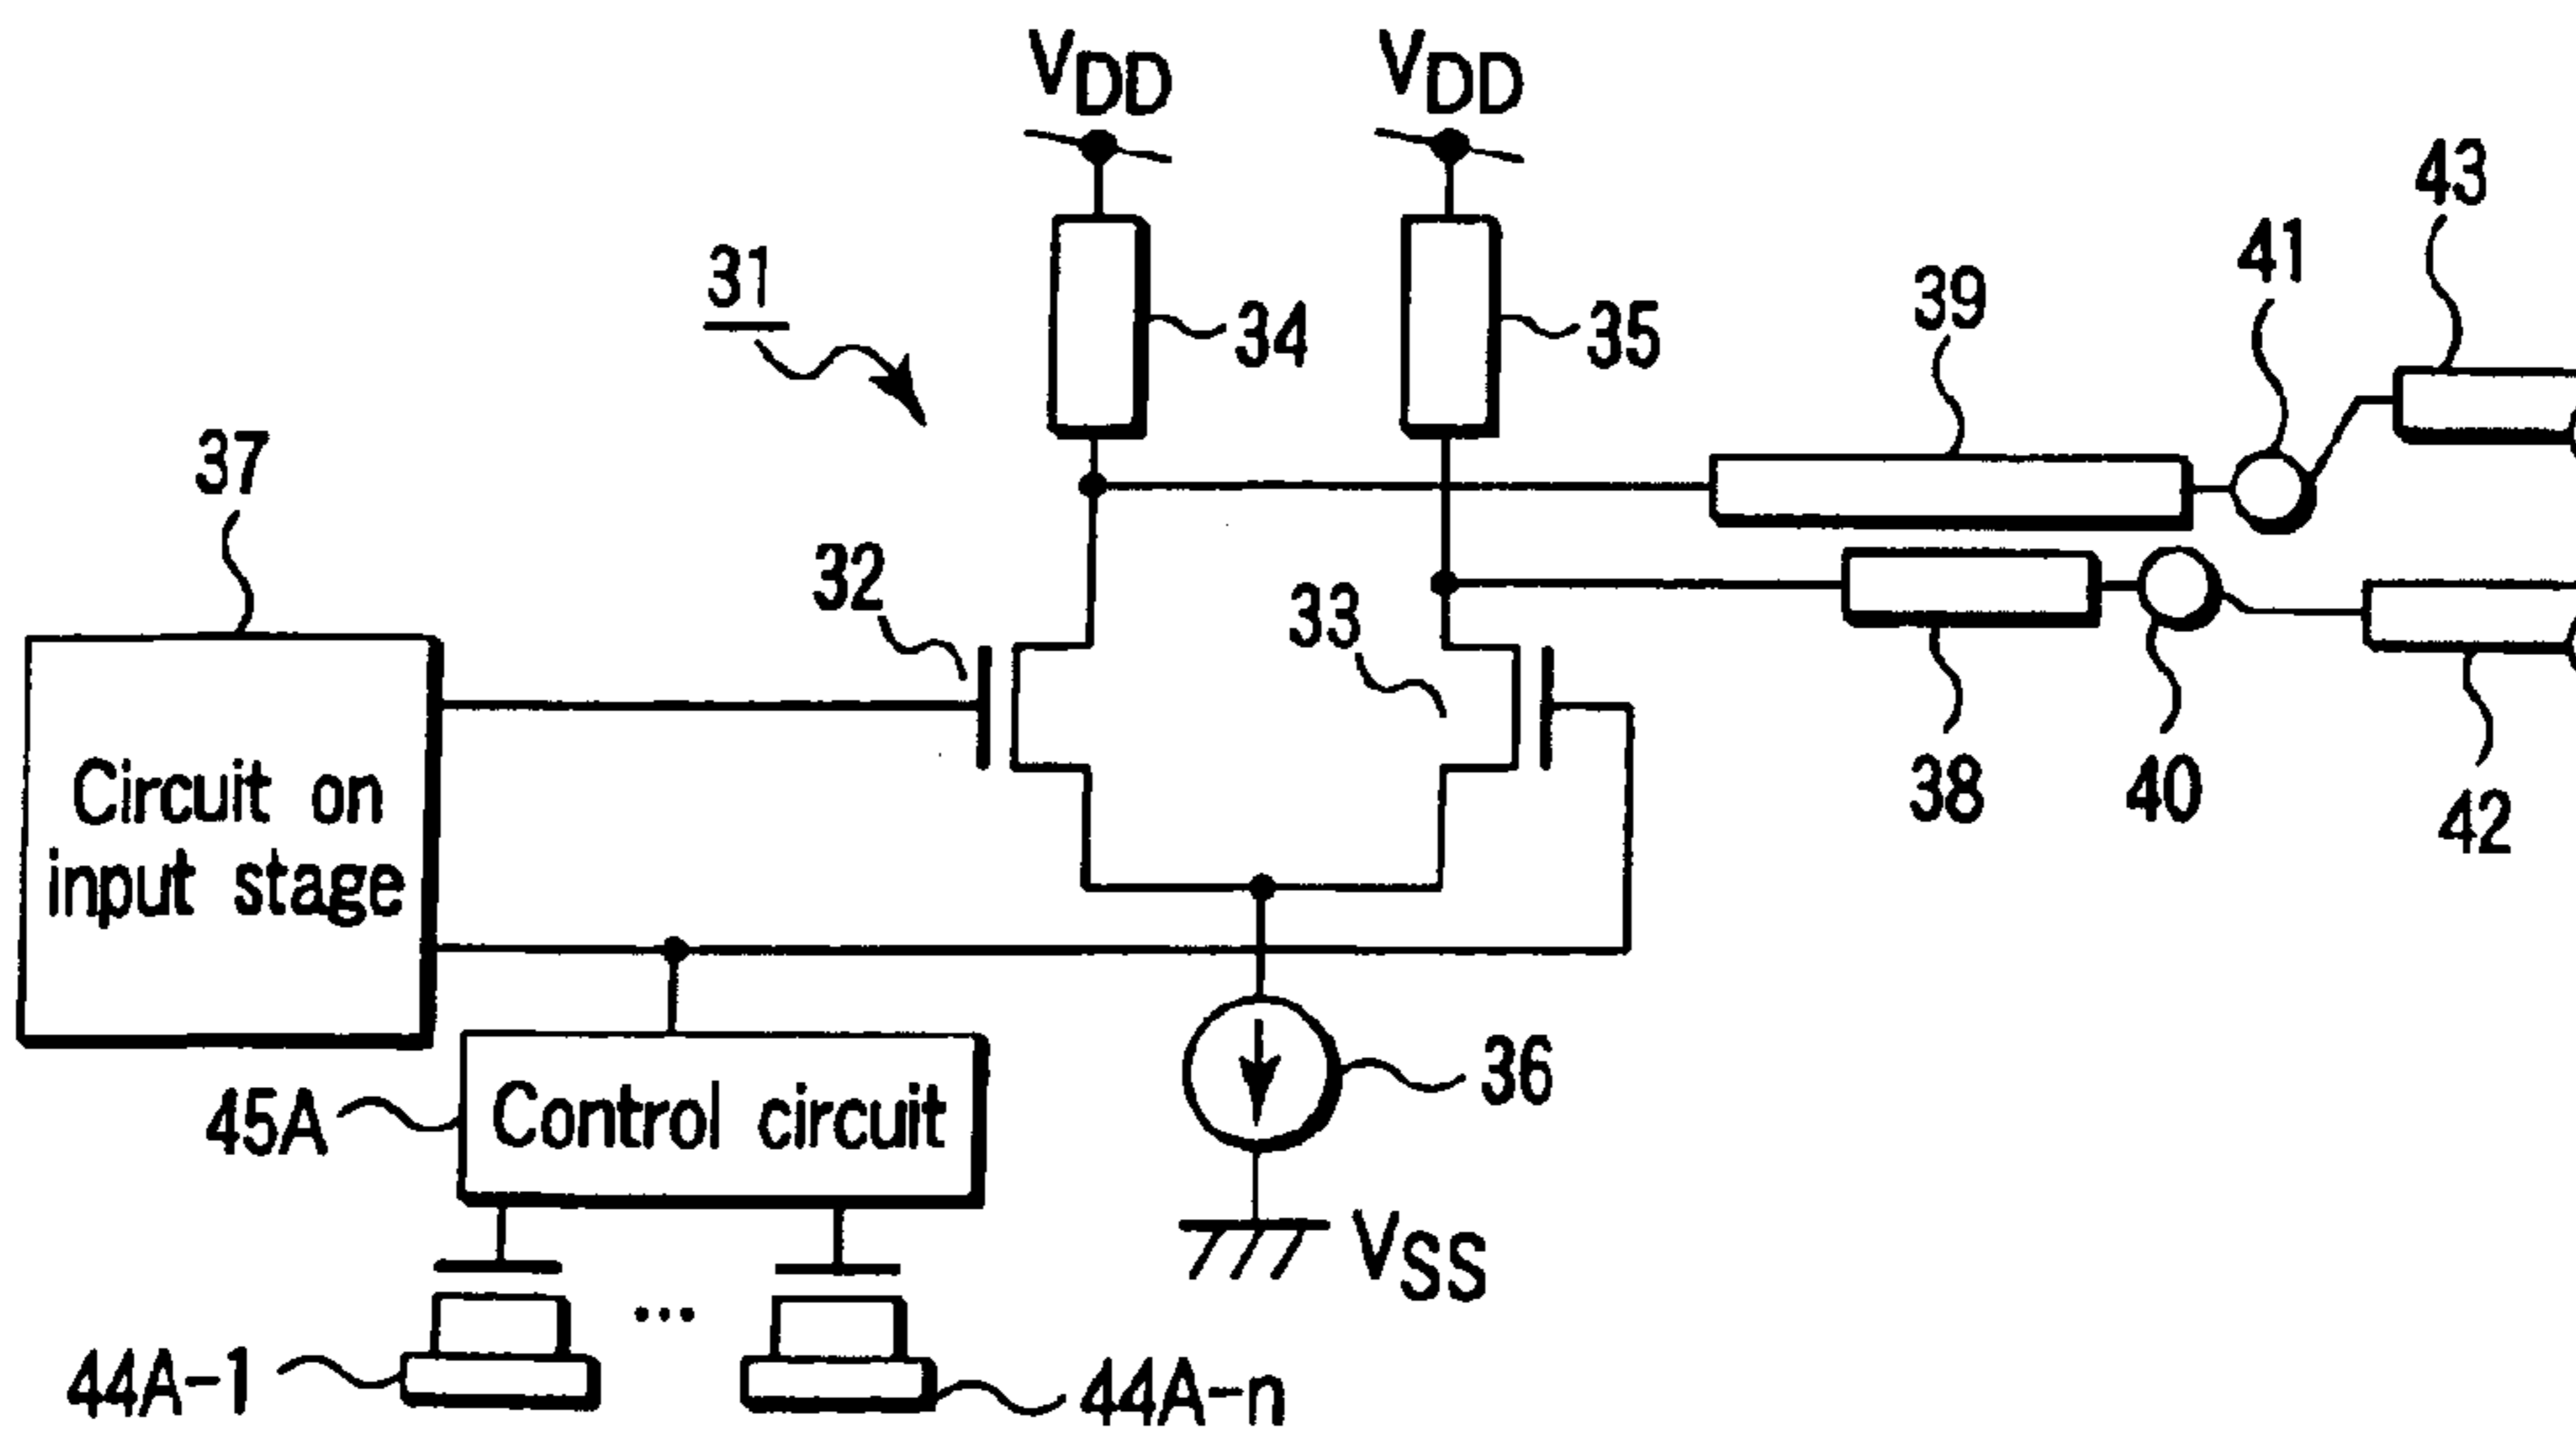 VDD
VDD
43
41
39
31
34
35
37
32
33
38
40
42
Circuit on
input stage
36
45A
Control circuit
VSS
...
44A-1
44A-n